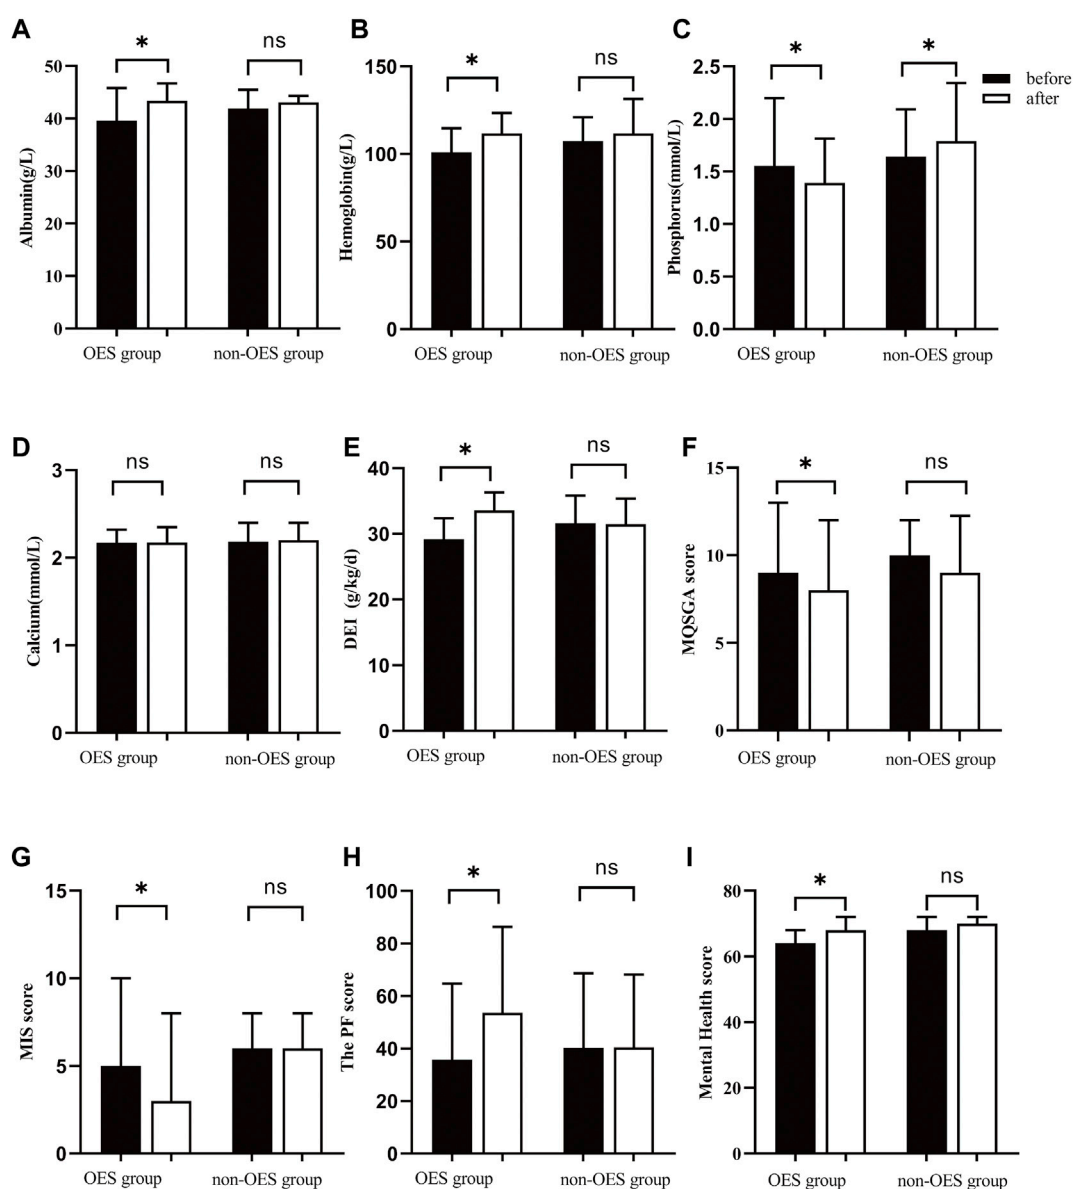 A
B
C
* ns
* ns
* *
before
after
Albumin(g/L)
50
40
30
20
10
0
OES group non-OES group
Hemoglobin(g/L)
150
100
50
0
OES group non-OES group
Phosphorus(mmol/L)
2.5
2.0
1.5
1.0
0.5
0.0
OES group non-OES group
D
ns ns
Calcium(mmol/L)
3
2
1
0
OES group non-OES group
E
* ns
DEI (g/kg/d)
40
30
20
10
0
OES group non-OES group
F
* ns
MQSGA score
15
10
5
0
OES group non-OES group
G
* ns
MIS score
15
10
5
0
OES group non-OES group
H
* ns
The PF score
100
80
60
40
20
0
OES group non-OES group
I
* ns
Mental Health score
80
60
40
20
0
OES group non-OES group